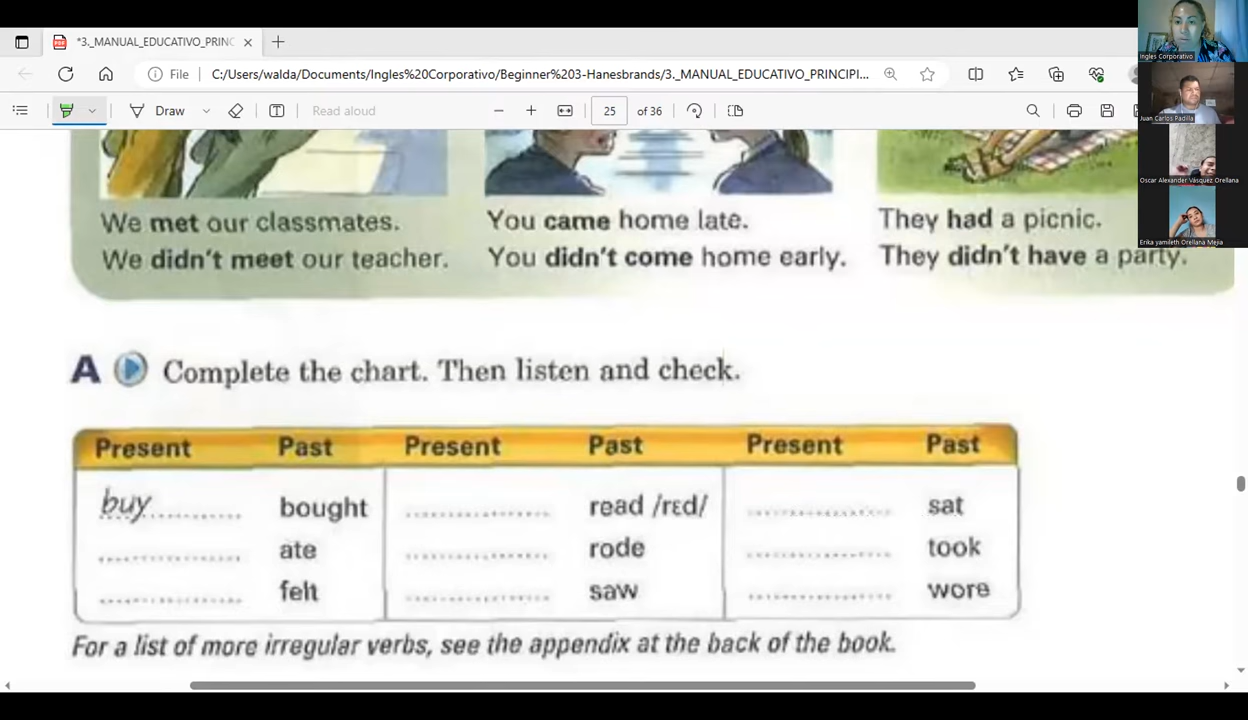 *3._MANUAL_EDUCATIVO_PRINC
File
C:/Users/walda/Documents/Ingles%20Corporativo/Beginner%203-Hanesbrands/3._MANUAL_EDUCATIVO_PRINCIPI...
Draw
Read aloud
25 of 36
Ingles Corporativo
Juan Carlos Padilla
Oscar Alexander Vásquez Orellana
Erika yamileth Orellana Mejia
We met our classmates. You came home late. They had a picnic.
We didn't meet our teacher. You didn't come home early. They didn't have a party.
A Complete the chart. Then listen and check.
Present Past Present Past Present Past
buy bought read /rɛd/ sat
ate rode took
felt saw wore
For a list of more irregular verbs, see the appendix at the back of the book.